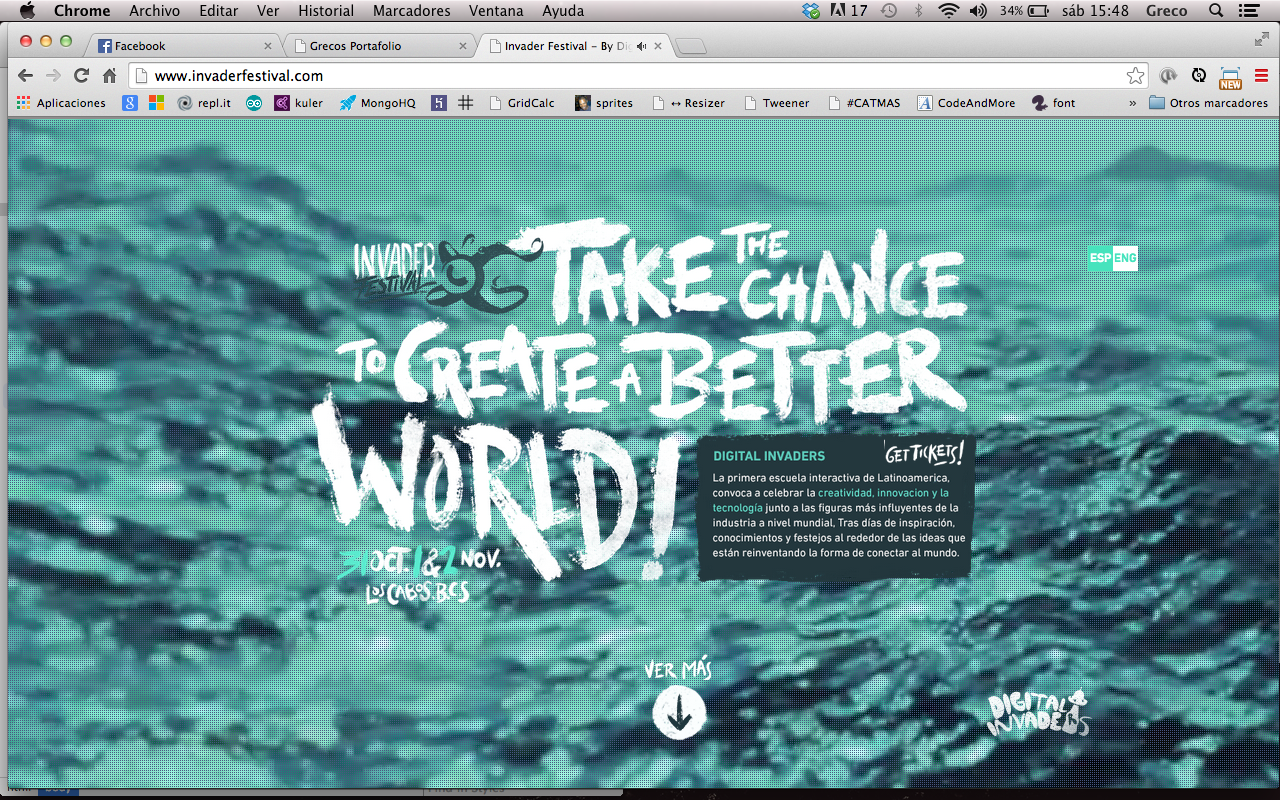 Chrome Archivo Editar Ver Historial Marcadores Ventana Ayuda 17 34% sáb 15:48 Greco
Facebook Grecos Portafolio Invader Festival – By Di
www.invaderfestival.com
Aplicaciones repl.it kuler MongoHQ GridCalc sprites ↔ Resizer Tweener #CATMAS CodeAndMore font » Otros marcadores
NEW
INVADER
FESTIVAL
TAKE THE CHANCE
ESP ENG
TO CREATE A BETTER
WORLD!
DIGITAL INVADERS GET TICKETS!
La primera escuela interactiva de Latinoamerica,
convoca a celebrar la creatividad, innovacion y la
tecnología junto a las figuras más influyentes de la
industria a nivel mundial, Tras días de inspiración,
conocimientos y festejos al rededor de las ideas que
están reinventando la forma de conectar al mundo.
31 OCT. 1 & 2 NOV.
LOS CABOS. B.C.S
VER MÁS
DIGITAL
INVADERS